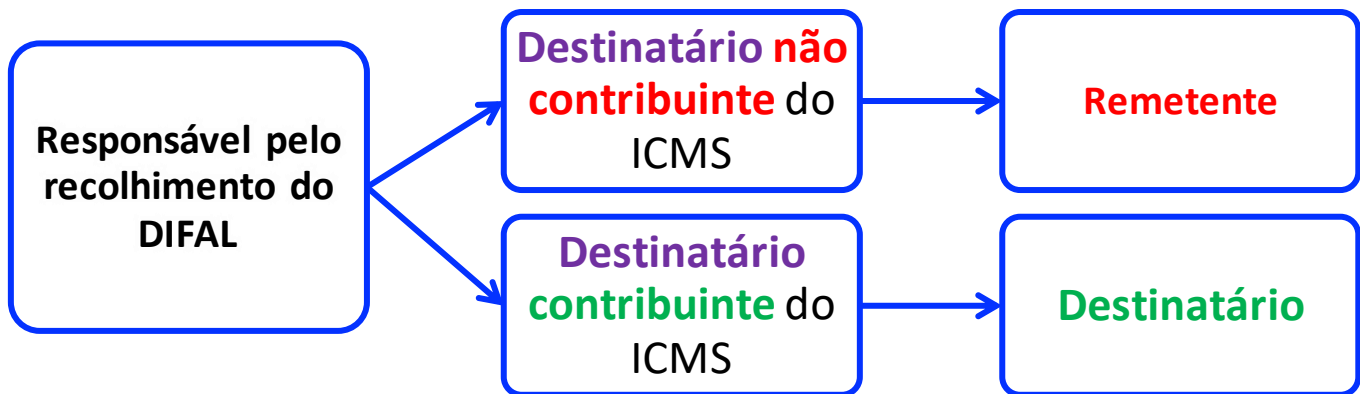 Responsável pelo
recolhimento do
DIFAL
Destinatário não
contribuinte do
ICMS
Remetente
Destinatário
contribuinte do
ICMS
Destinatário